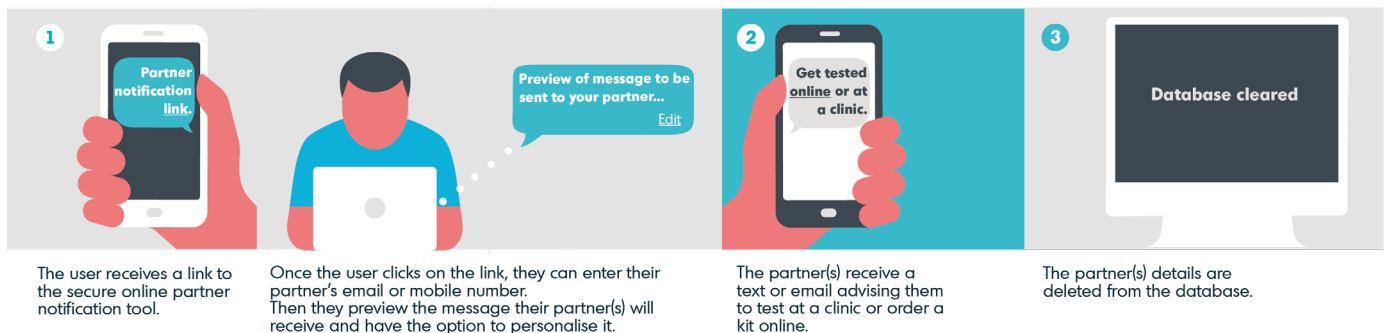 1
Partner
notification
link.
Preview of message to be
sent to your partner...
Edit
2
Get tested
online or at
a clinic.
3
Database cleared
The user receives a link to
the secure online partner
notification tool.
Once the user clicks on the link, they can enter their
partner's email or mobile number.
Then they preview the message their partner(s) will
receive and have the option to personalise it.
The partner(s) receive a
text or email advising them
to test at a clinic or order a
kit online.
The partner(s) details are
deleted from the database.